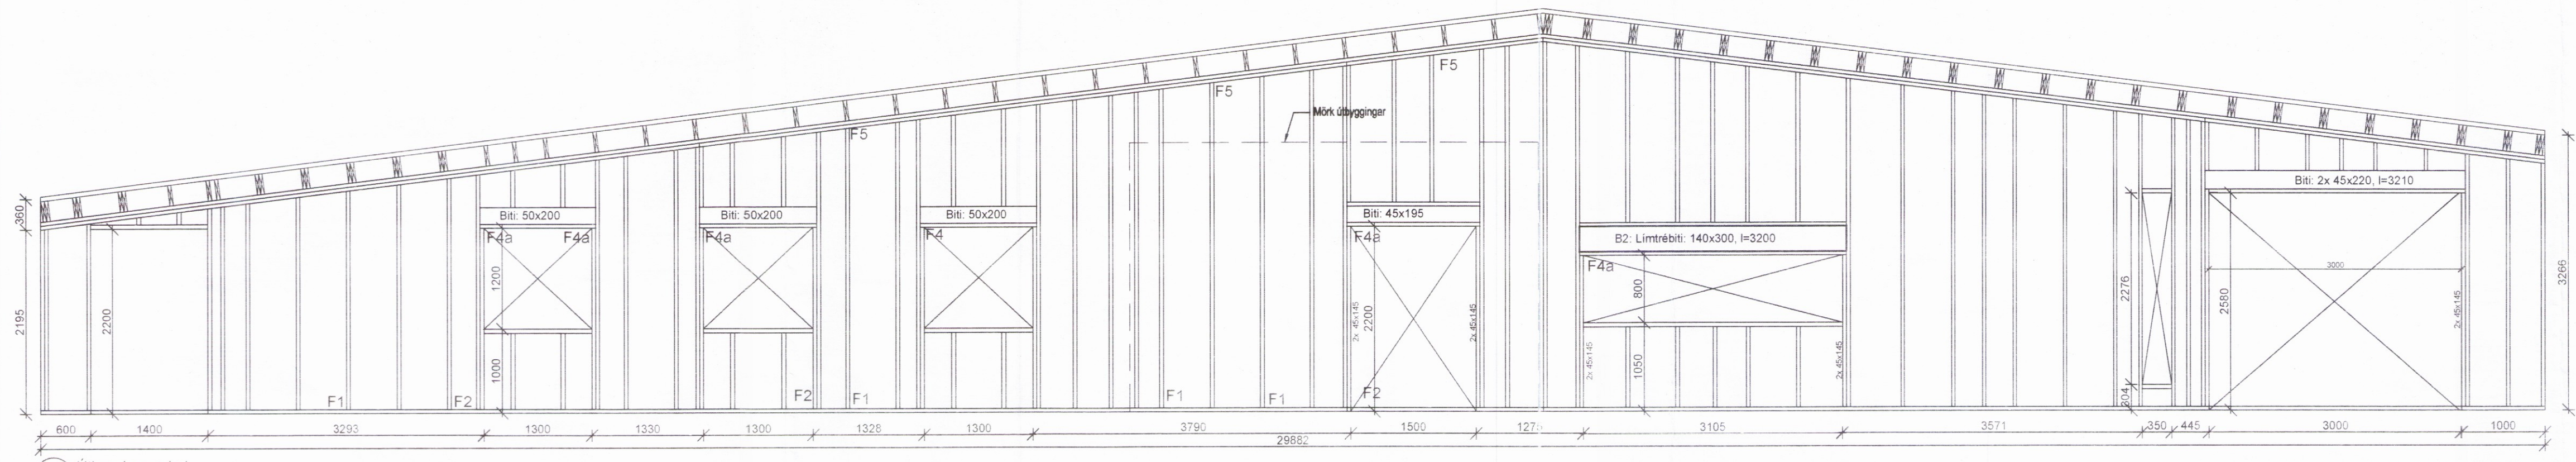 F5
F5
Mörk útbyggingar
F5
Biti: 2x 45x220, l=3210
360
Biti: 50x200
Biti: 50x200
Biti: 50x200
Biti: 45x195
F4a
F4a
F4a
F4
F4a
B2: Límtrébiti: 140x300, l=3200
F4a
3000
3266
2195
2200
1200
2x 45x145
2200
2x 45x145
800
2276
2580
2x 45x145
1000
2x 45x145
1050
2x 45x145
304
F1
F2
F2
F1
F1
F1
F2
600
1400
3293
1300
1330
1300
1328
1300
3790
1500
3105
3571
350
445
3000
1000
29882